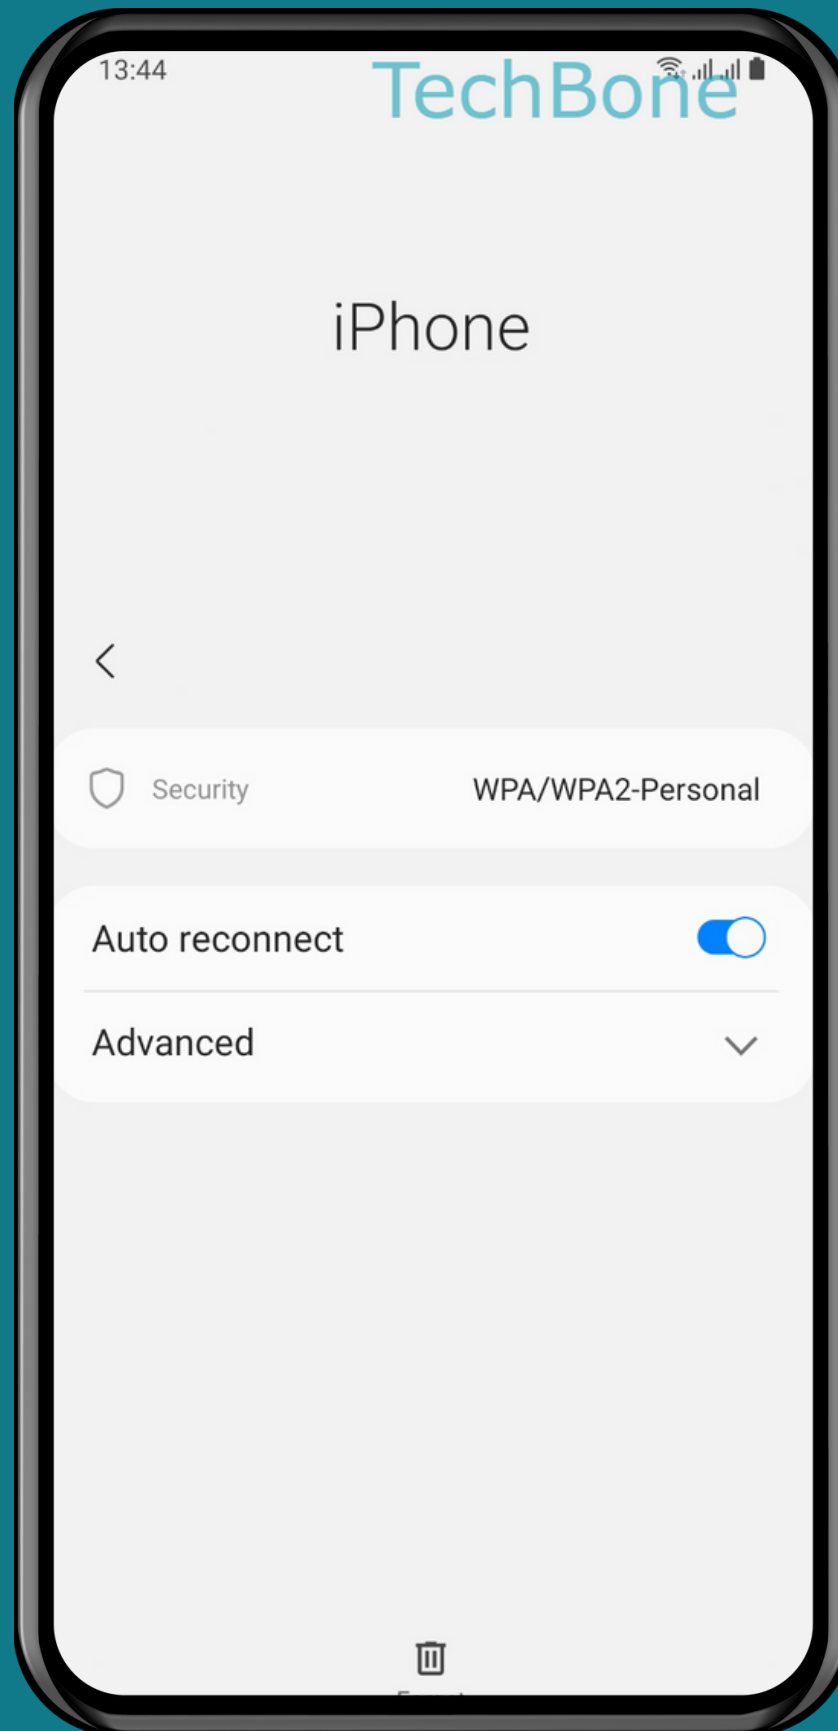 13:44
TechBone
iPhone
Security
WPA/WPA2-Personal
Auto reconnect
Advanced